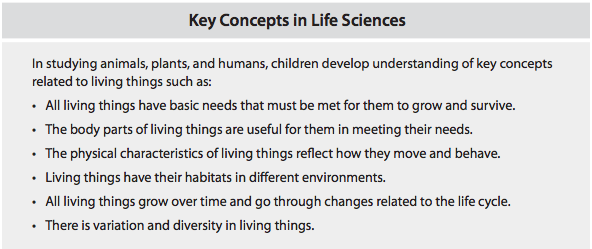 Key Concepts in Life Sciences
In studying animals, plants, and humans, children develop understanding of key concepts
related to living things such as:
• All living things have basic needs that must be met for them to grow and survive.
• The body parts of living things are useful for them in meeting their needs.
• The physical characteristics of living things reflect how they move and behave.
• Living things have their habitats in different environments.
• All living things grow over time and go through changes related to the life cycle.
• There is variation and diversity in living things.